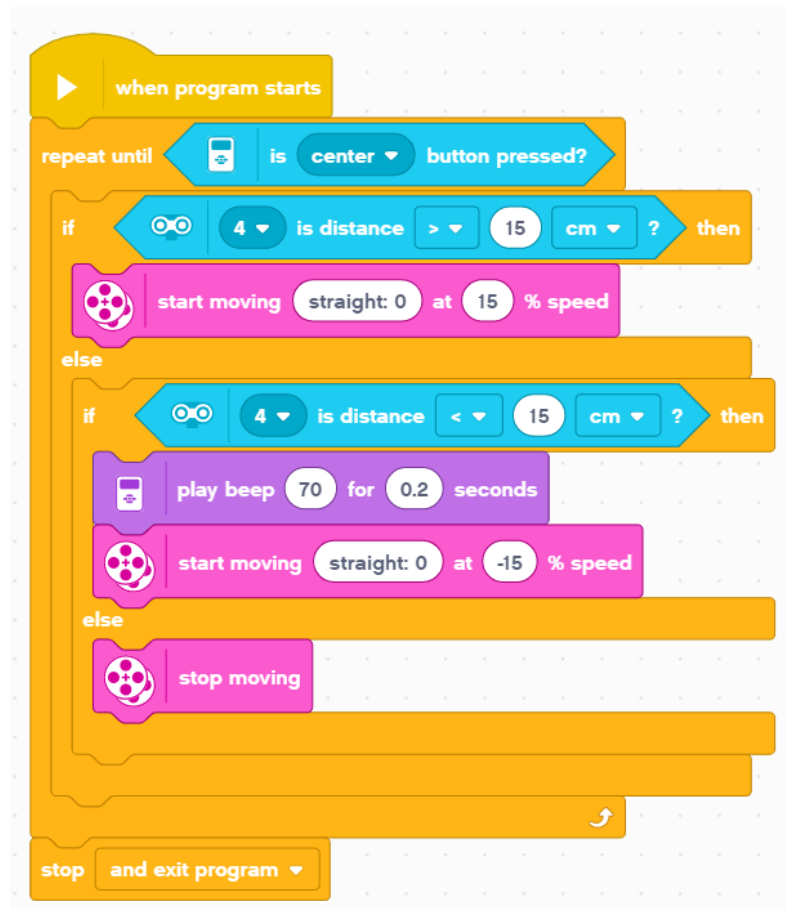 when program starts
repeat until is center button pressed?
if 4 is distance > 15 cm ? then
start moving straight: 0 at 15 % speed
else
if 4 is distance < 15 cm ? then
play beep 70 for 0.2 seconds
start moving straight: 0 at -15 % speed
else
stop moving
stop and exit program